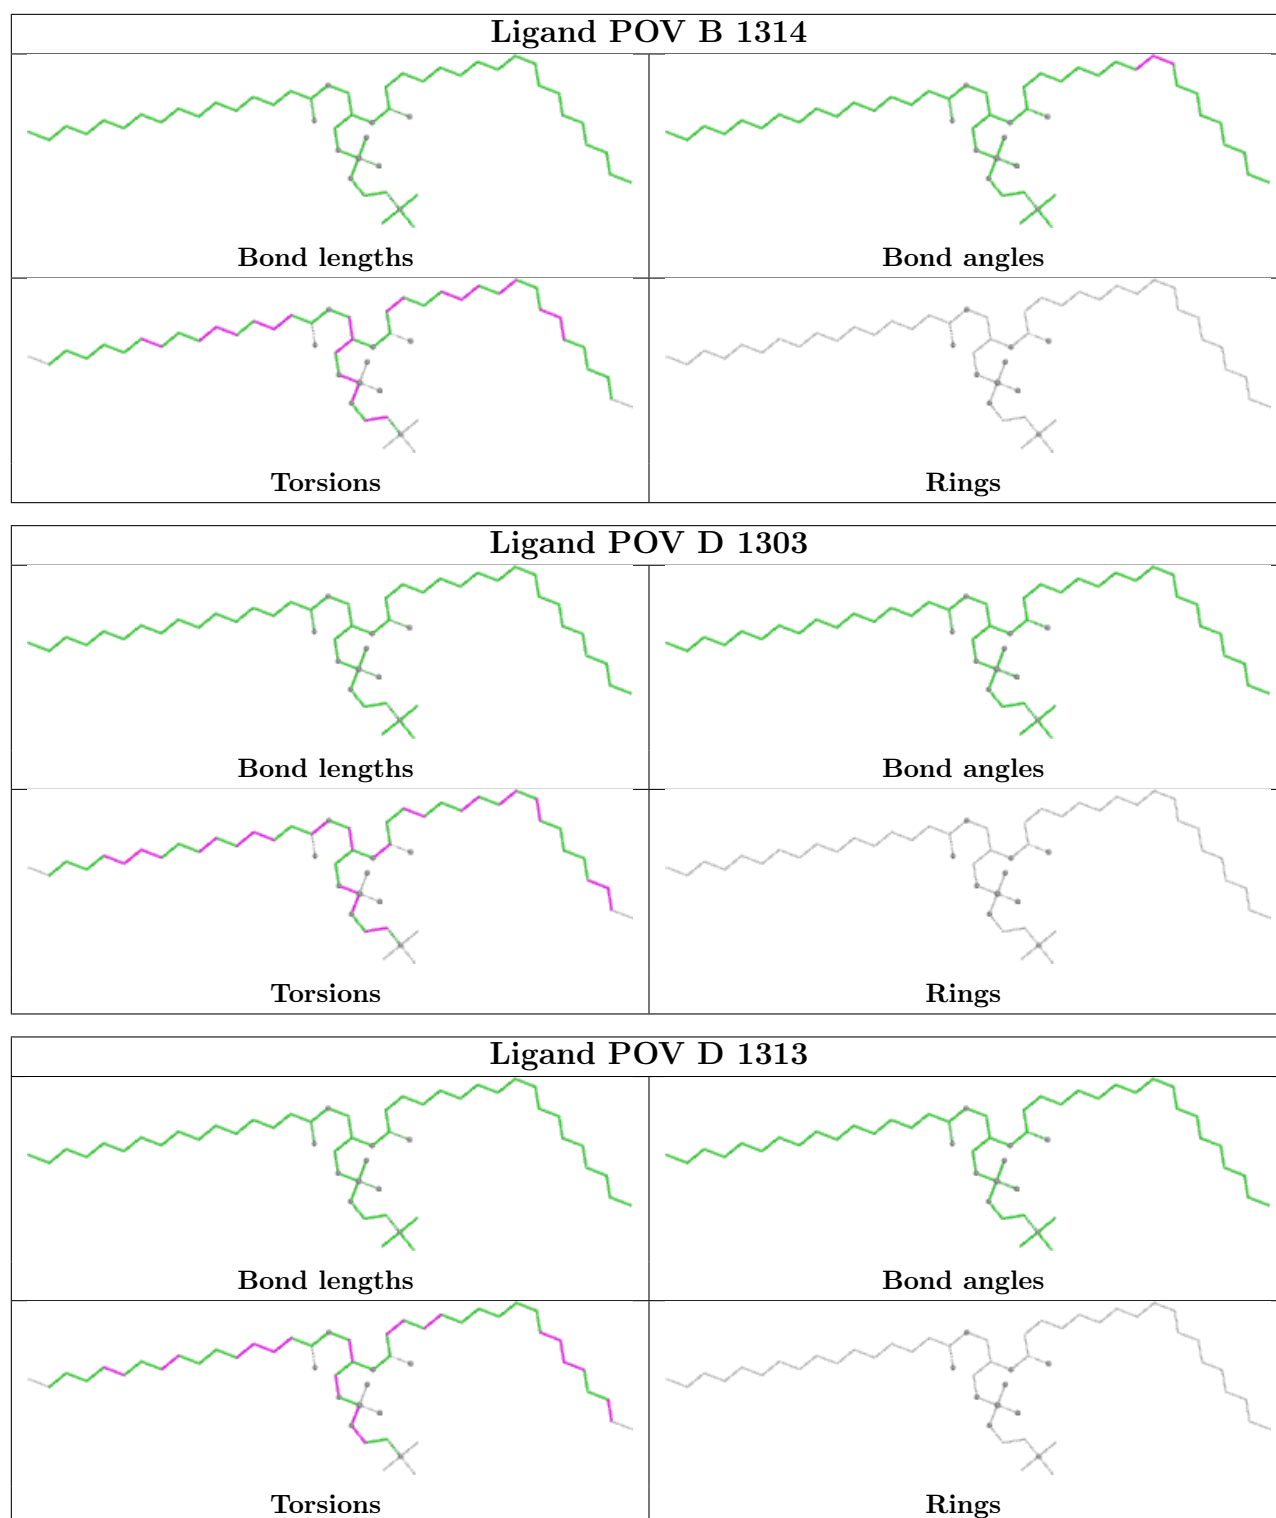 Ligand POV B 1314
Bond lengths
Bond angles
Torsions
Rings
Ligand POV D 1303
Bond lengths
Bond angles
Torsions
Rings
Ligand POV D 1313
Bond lengths
Bond angles
Torsions
Rings